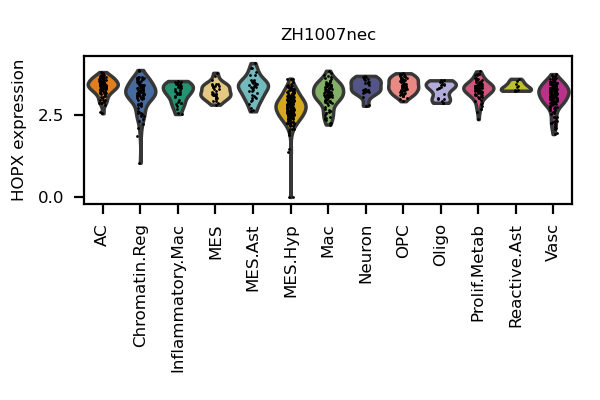 ZH1007nec
HOPX expression
2.5
0.0
AC
Chromatin.Reg
Inflammatory.Mac
MES
MES.Ast
MES.Hyp
Mac
Neuron
OPC
Oligo
Prolif.Metab
Reactive.Ast
Vasc